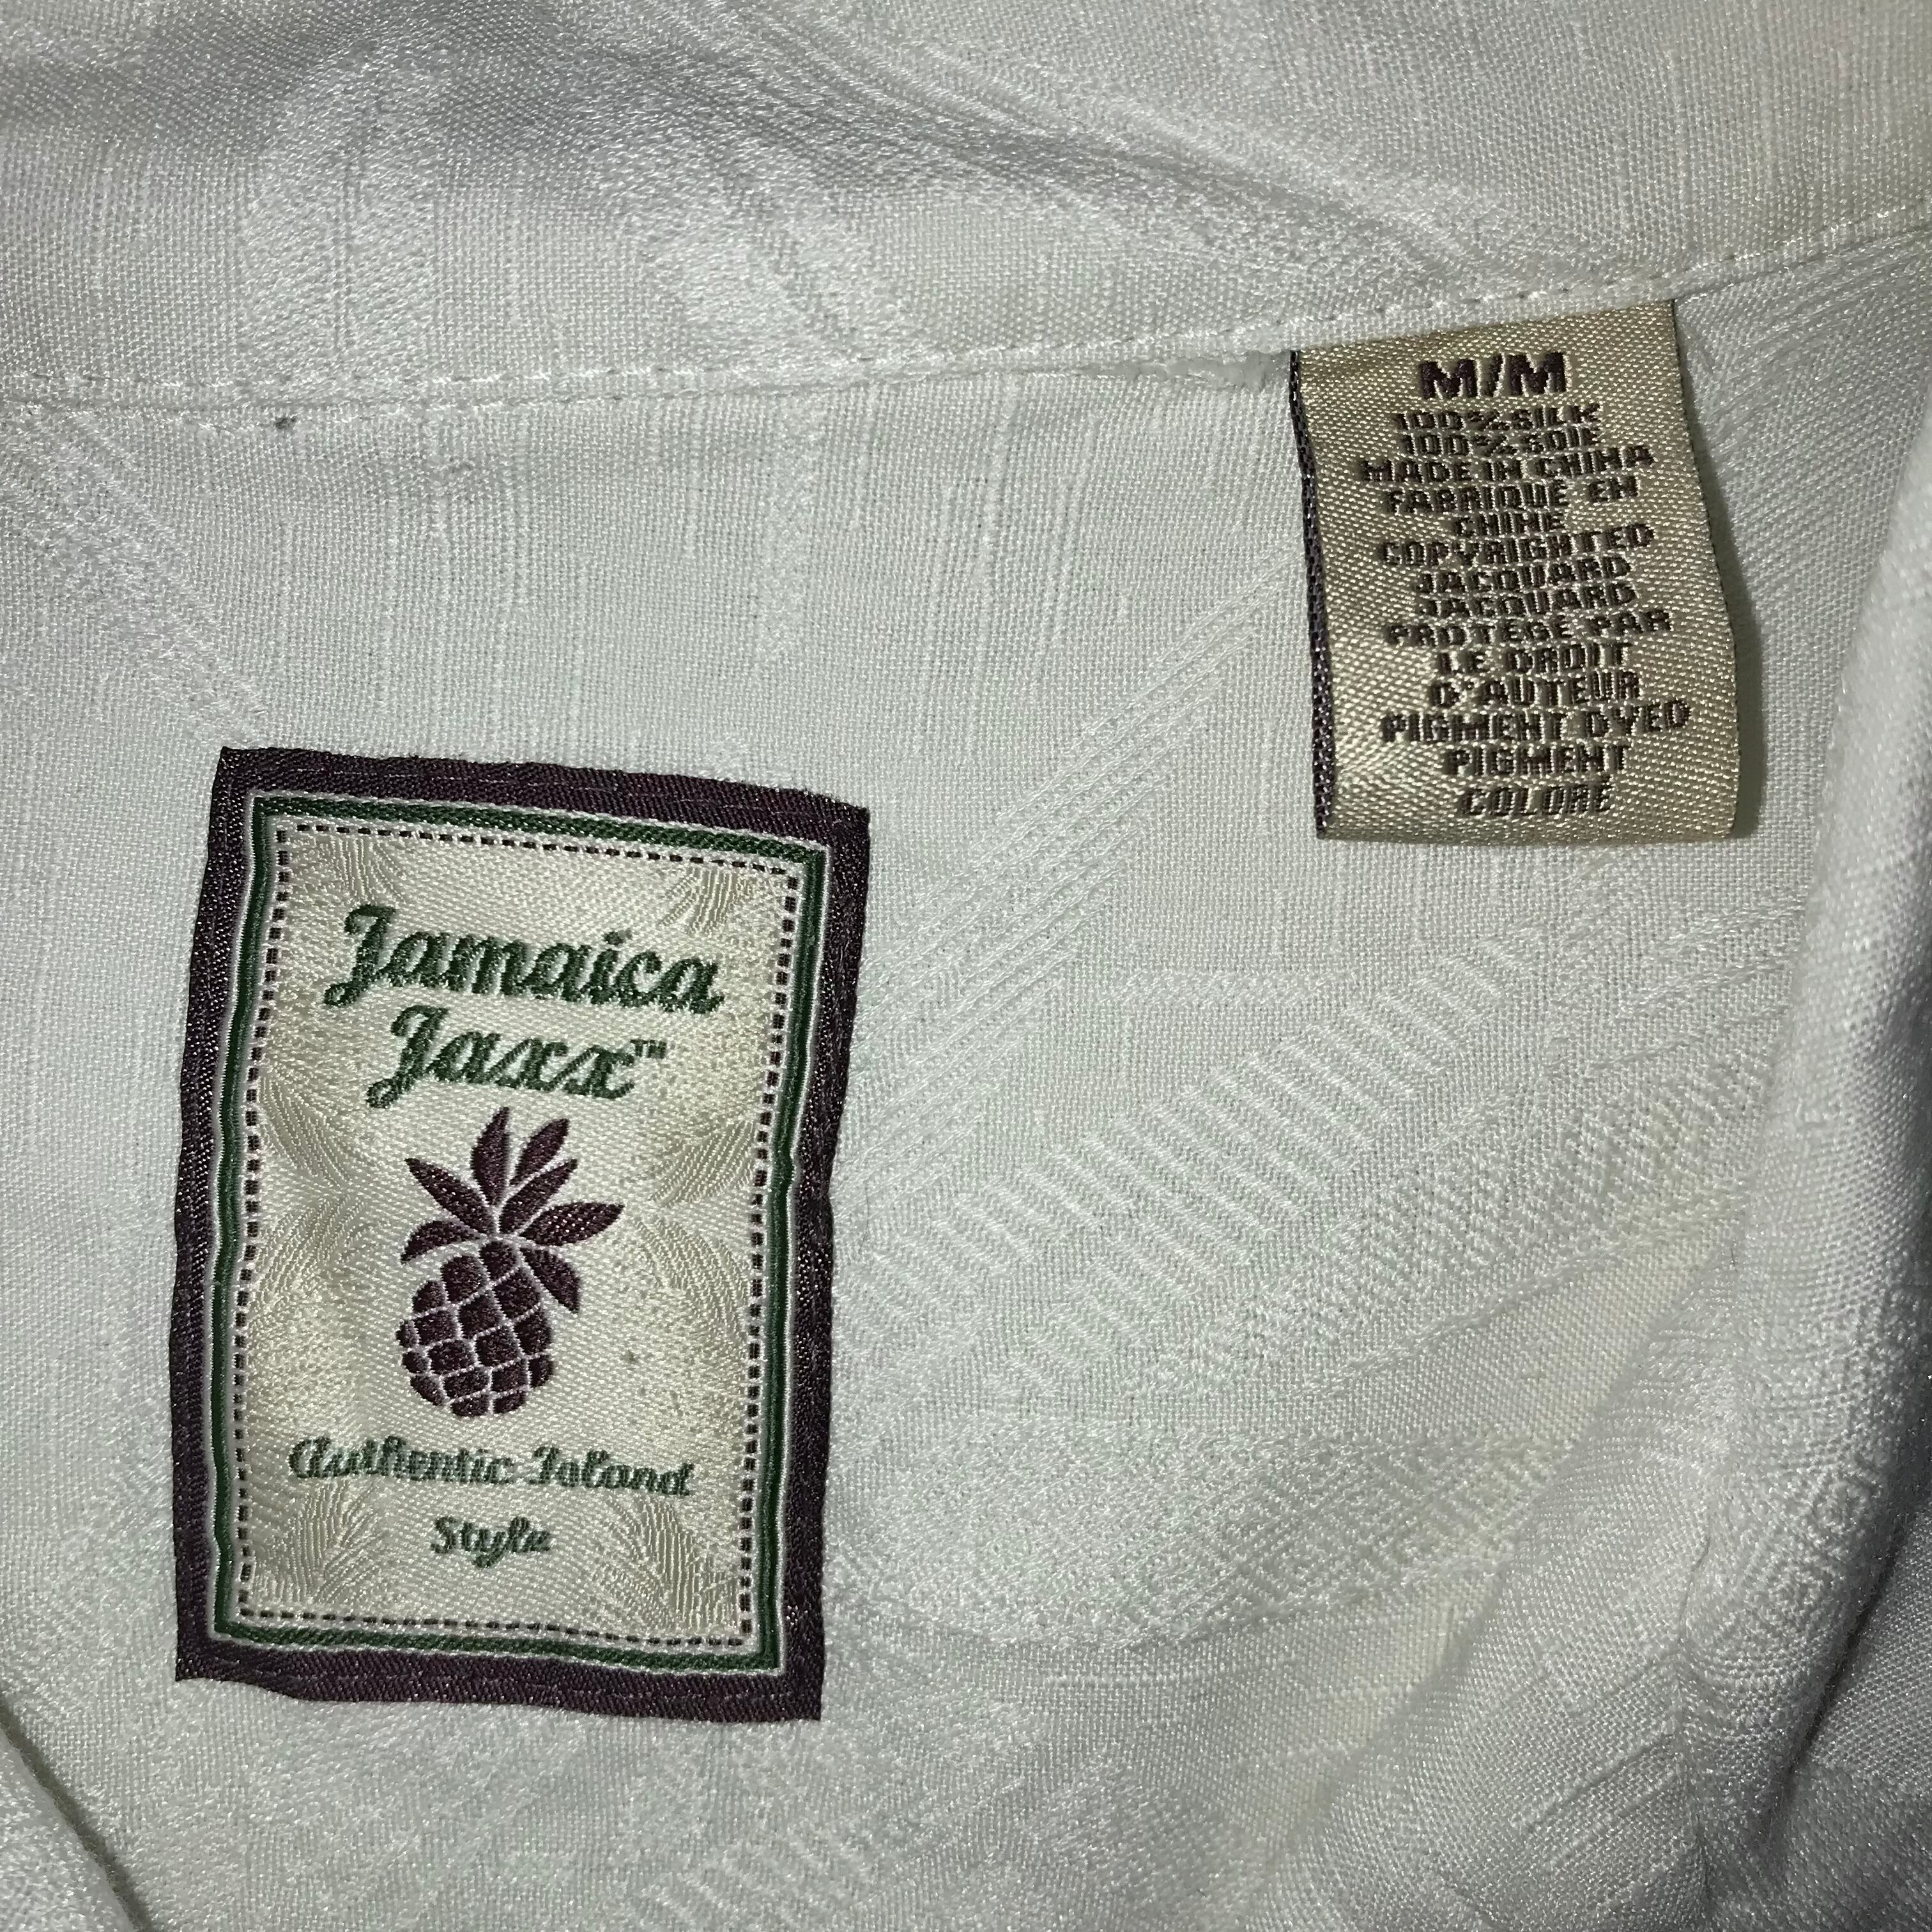 M/M
100% SILK
100% SOIE
MADE IN CHINA
FABRIQUÉ EN
CHINE
COPYRIGHTED
JACQUARD
JACQUARD
PROTÉGÉ PAR
LE DROIT
D'AUTEUR
PIGMENT DYED
PIGMENT
COLORÉ
Jamaica
Jaxx™
Authentic Island
Style